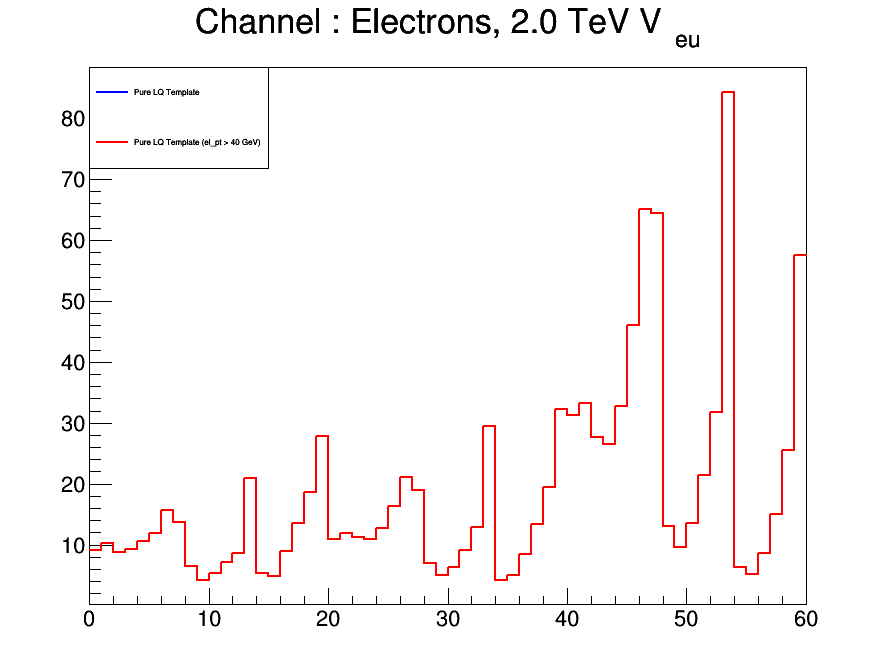 Channel : Electrons, 2.0 TeV V eu
Pure LQ Template
Pure LQ Template (el_pt > 40 GeV)
80
70
60
50
40
30
20
10
0 10 20 30 40 50 60